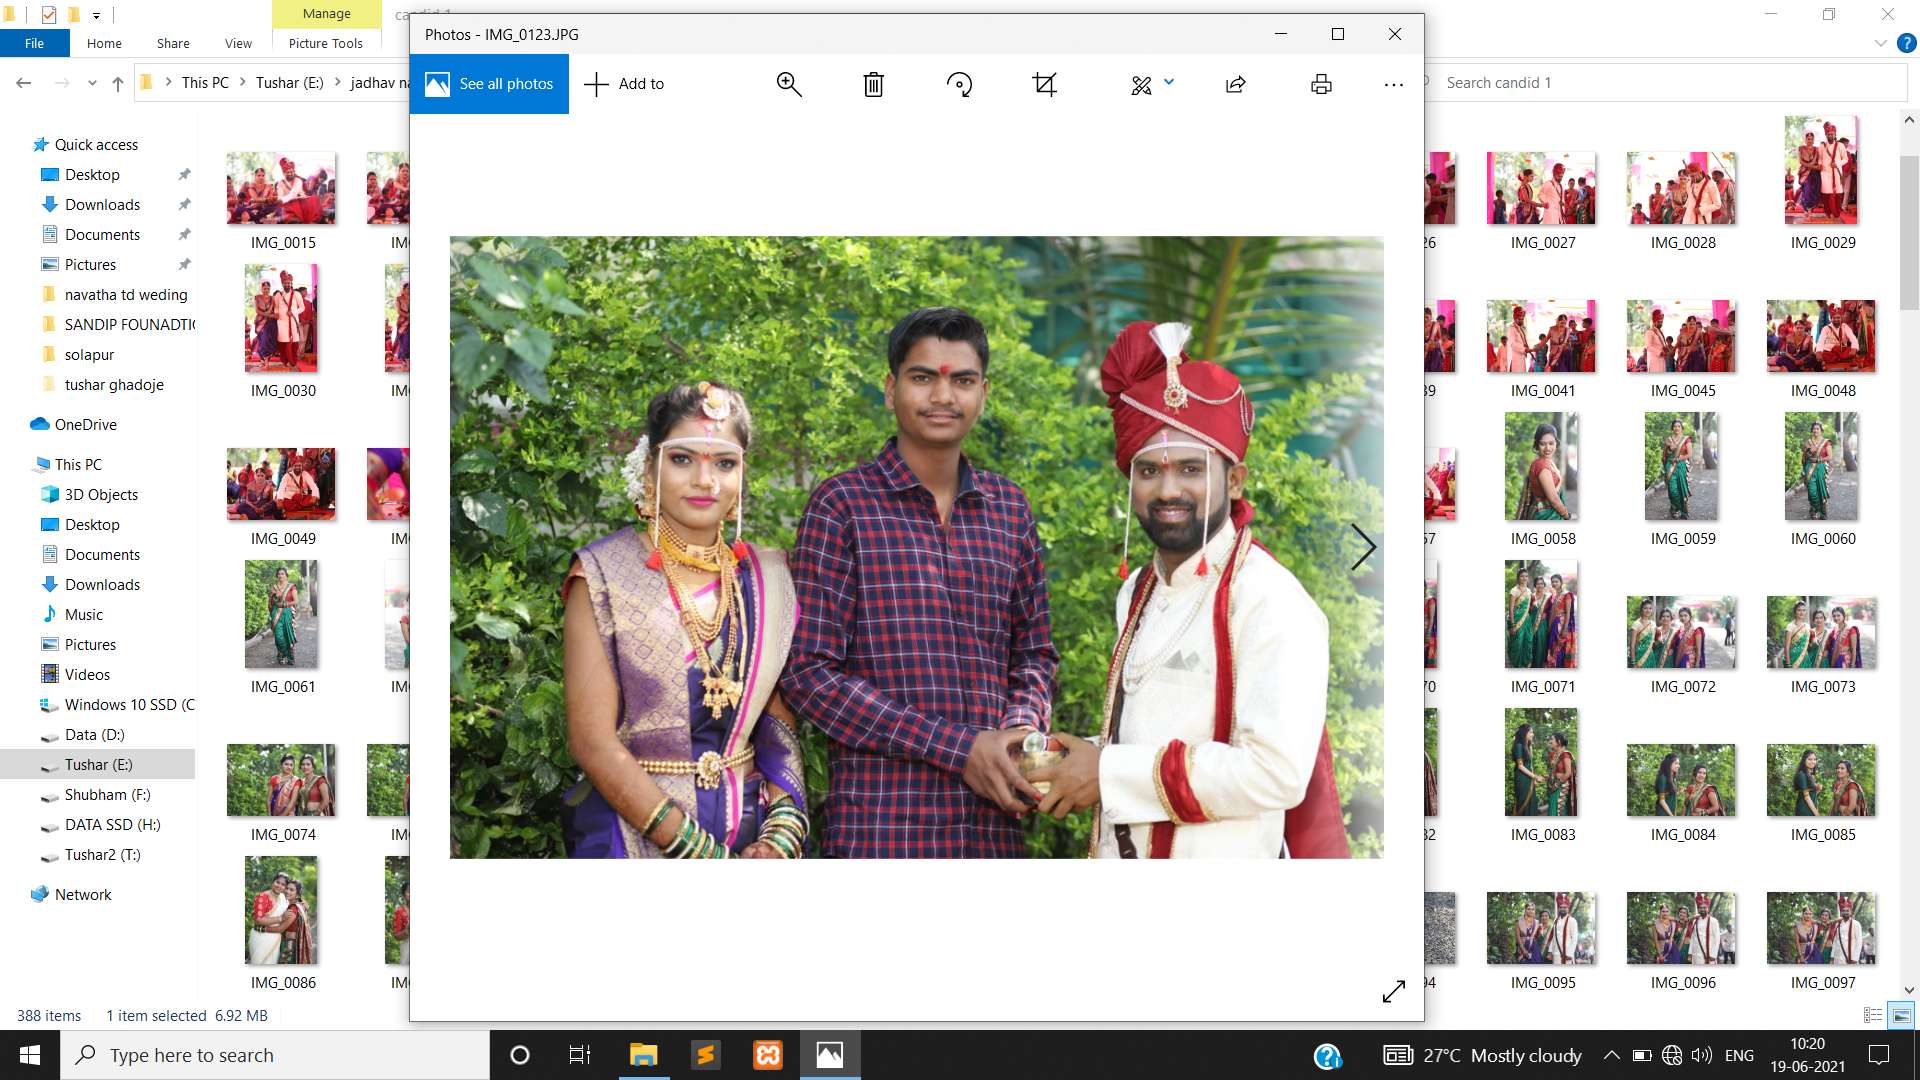 Manage
candid 1
File
Home
Share
View
Picture Tools
This PC
Tushar (E:)
jadhav na
Search candid 1
Photos - IMG_0123.JPG
See all photos
Add to
Quick access
Desktop
Downloads
Documents
Pictures
navatha td weding
SANDIP FOUNADTI
solapur
tushar ghadoje
OneDrive
This PC
3D Objects
Desktop
Documents
Downloads
Music
Pictures
Videos
Windows 10 SSD (C
Data (D:)
Tushar (E:)
Shubham (F:)
DATA SSD (H:)
Tushar2 (T:)
Network
IMG_0015
IM
26
IMG_0027
IMG_0028
IMG_0029
IMG_0030
IM
39
IMG_0041
IMG_0045
IMG_0048
IMG_0049
IM
57
IMG_0058
IMG_0059
IMG_0060
IMG_0061
IM
70
IMG_0071
IMG_0072
IMG_0073
IMG_0074
IM
82
IMG_0083
IMG_0084
IMG_0085
IMG_0086
IM
94
IMG_0095
IMG_0096
IMG_0097
388 items
1 item selected 6.92 MB
Type here to search
27°C Mostly cloudy
ENG
10:20
19-06-2021